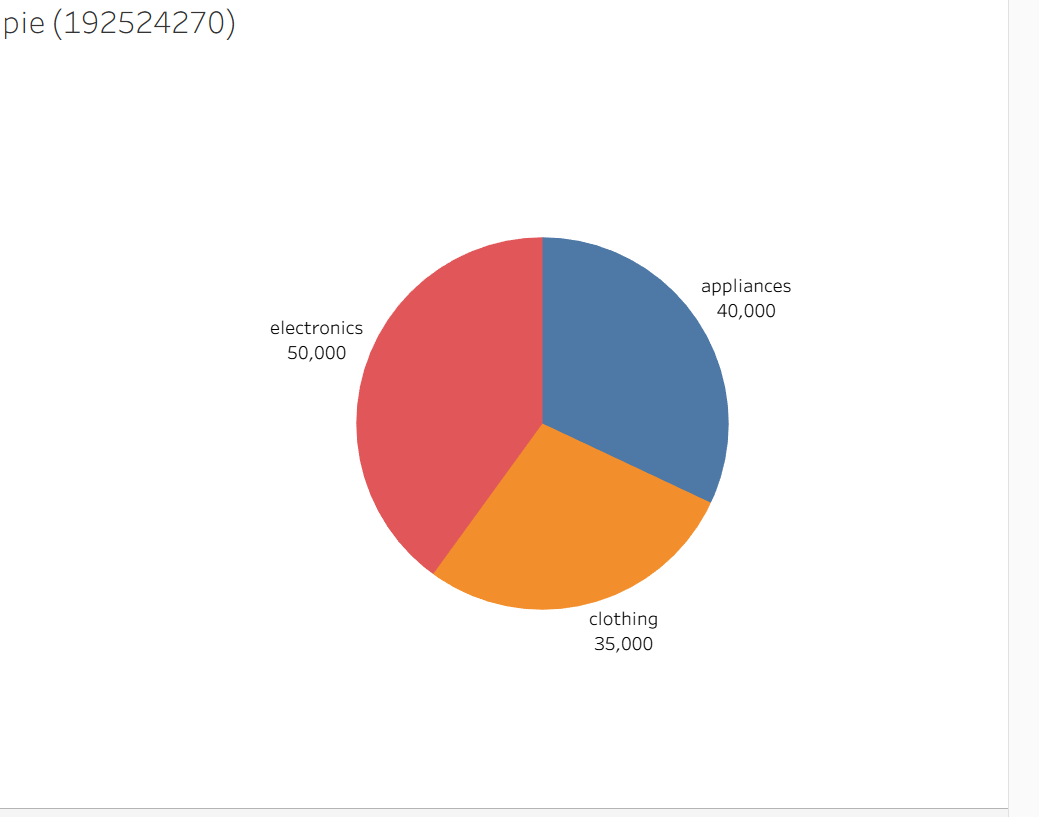 pie (192524270)
appliances
40,000
electronics
50,000
clothing
35,000